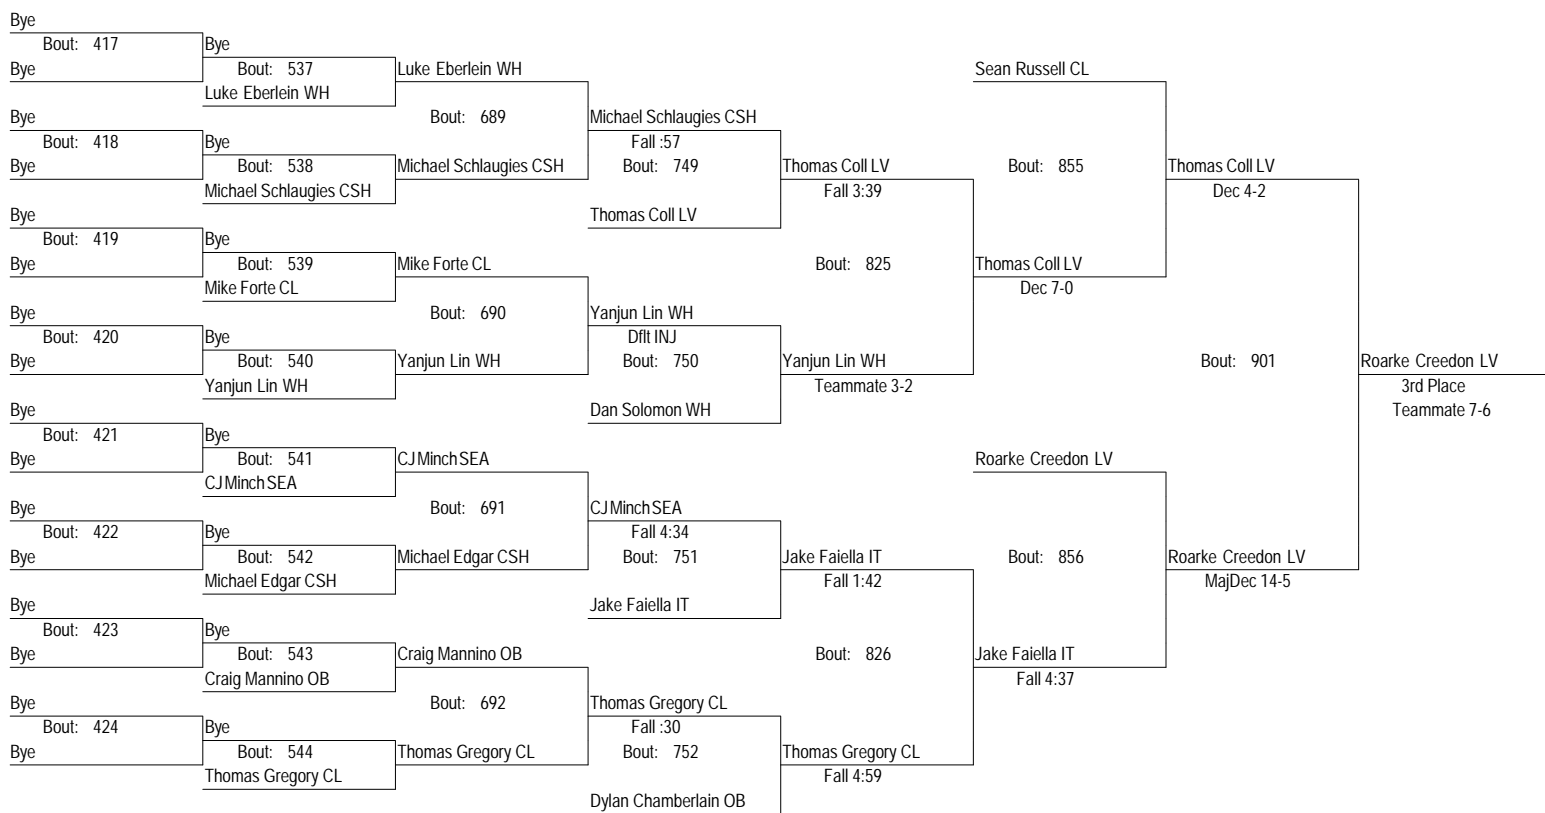 Bye
Bout: 417
Bye
Bye
Bout: 537
Luke Eberlein WH
Luke Eberlein WH
Sean Russell CL
Bye
Bout: 689
Michael Schlaugies CSH
Bout: 418
Bye
Fall :57
Bye
Bout: 538
Michael Schlaugies CSH
Bout: 749
Thomas Coll LV
Bout: 855
Thomas Coll LV
Michael Schlaugies CSH
Fall 3:39
Dec 4-2
Bye
Thomas Coll LV
Bout: 419
Bye
Bye
Bout: 539
Mike Forte CL
Bout: 825
Thomas Coll LV
Mike Forte CL
Dec 7-0
Bye
Bout: 690
Yanjun Lin WH
Bout: 420
Bye
Dflt INJ
Bye
Bout: 540
Yanjun Lin WH
Bout: 750
Yanjun Lin WH
Bout: 901
Roarke Creedon LV
Yanjun Lin WH
Teammate 3-2
3rd Place
Bye
Dan Solomon WH
Teammate 7-6
Bout: 421
Bye
Bye
Bout: 541
CJ Minch SEA
Roarke Creedon LV
CJ Minch SEA
Bye
Bout: 691
CJ Minch SEA
Bout: 422
Bye
Fall 4:34
Bye
Bout: 542
Michael Edgar CSH
Bout: 751
Jake Faiella IT
Bout: 856
Roarke Creedon LV
Michael Edgar CSH
Fall 1:42
MajDec 14-5
Bye
Jake Faiella IT
Bout: 423
Bye
Bye
Bout: 543
Craig Mannino OB
Bout: 826
Jake Faiella IT
Craig Mannino OB
Fall 4:37
Bye
Bout: 692
Thomas Gregory CL
Bout: 424
Bye
Fall :30
Bye
Bout: 544
Thomas Gregory CL
Bout: 752
Thomas Gregory CL
Thomas Gregory CL
Fall 4:59
Dylan Chamberlain OB